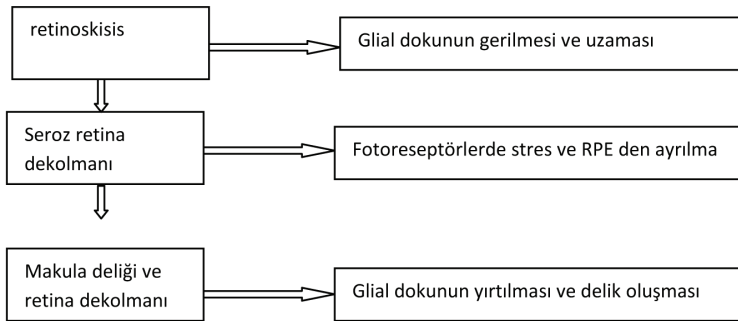 retinoskisis
Glial dokunun gerilmesi ve uzaması
Seroz retina
dekolmanı
Fotoreseptörlerde stres ve RPE den ayrılma
Makula deliği ve
retina dekolmanı
Glial dokunun yırtılması ve delik oluşması